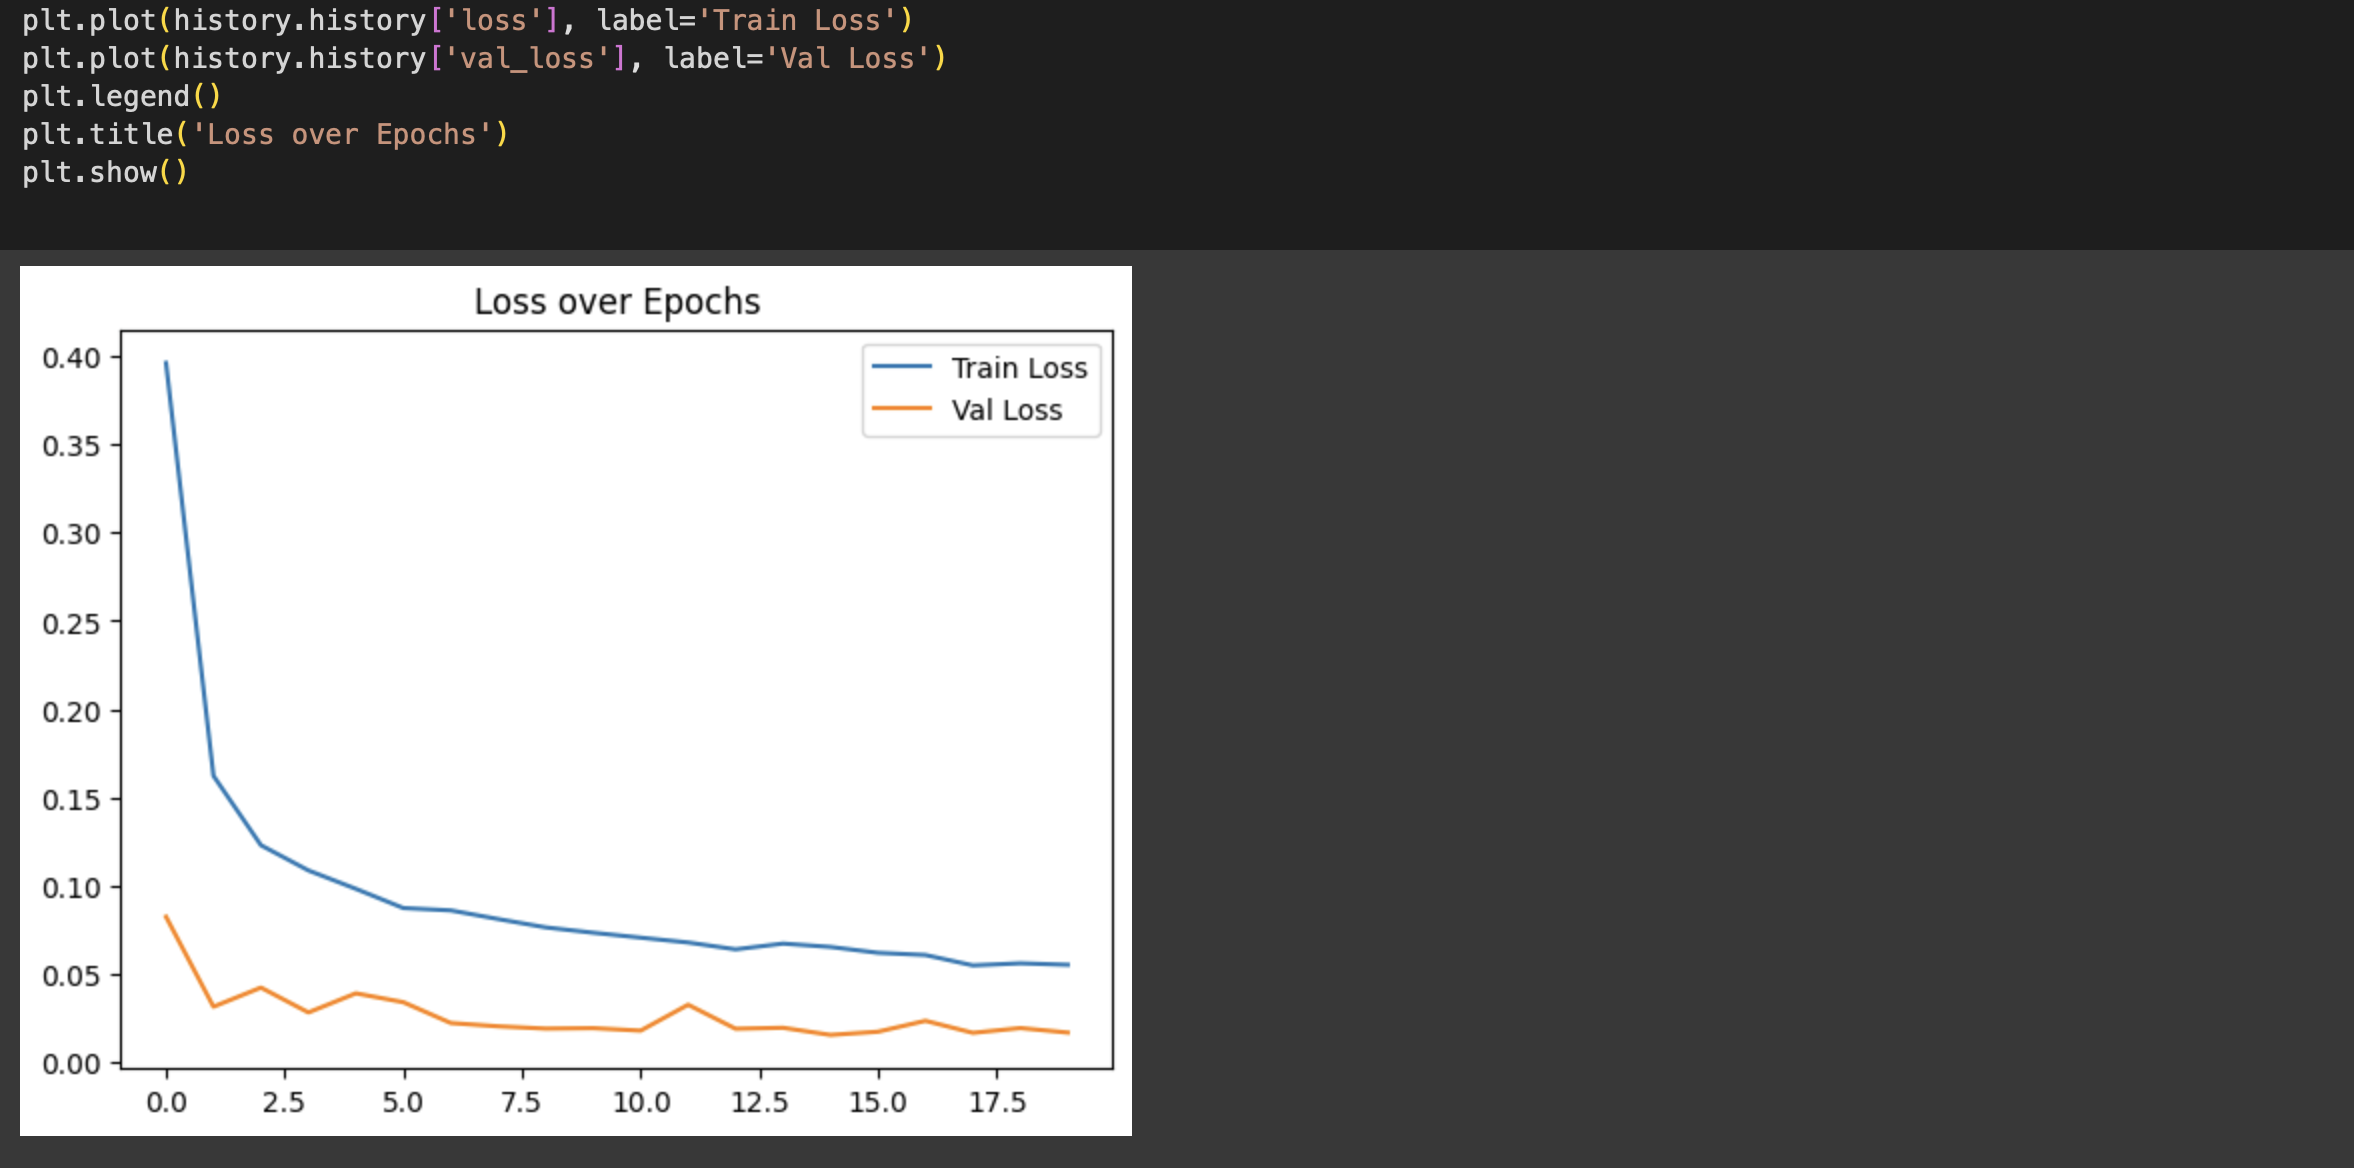 plt.plot(history.history['loss'], label='Train Loss')
plt.plot(history.history['val_loss'], label='Val Loss')
plt.legend()
plt.title('Loss over Epochs')
plt.show()
Loss over Epochs
Train Loss
Val Loss
0.40
0.35
0.30
0.25
0.20
0.15
0.10
0.05
0.00
0.0 2.5 5.0 7.5 10.0 12.5 15.0 17.5